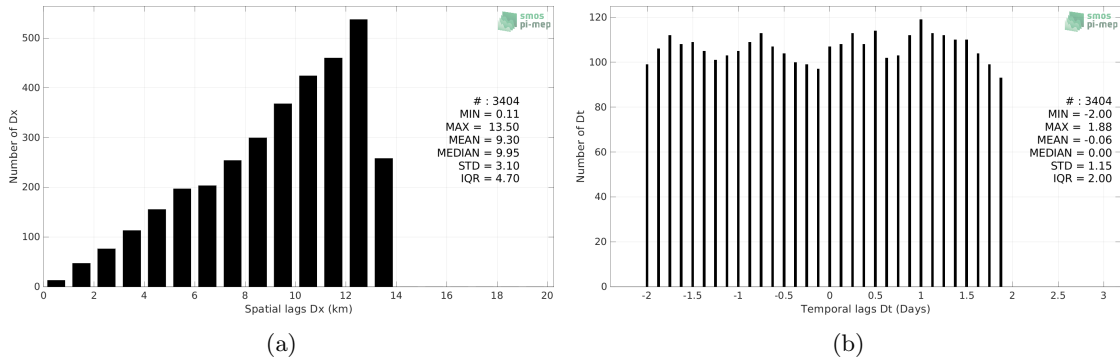 smos
pi-mep
500
400
300
200
100
0
Number of Dx
# : 3404
MIN = 0.11
MAX = 13.50
MEAN = 9.30
MEDIAN = 9.95
STD = 3.10
IQR = 4.70
0 2 4 6 8 10 12 14 16 18 20
Spatial lags Dx (km)
(a)
smos
pi-mep
120
100
80
60
40
20
0
Number of Dt
# : 3404
MIN = -2.00
MAX = 1.88
MEAN = -0.06
MEDIAN = 0.00
STD = 1.15
IQR = 2.00
-2 -1.5 -1 -0.5 0 0.5 1 1.5 2 2.5 3
Temporal lags Dt (Days)
(b)